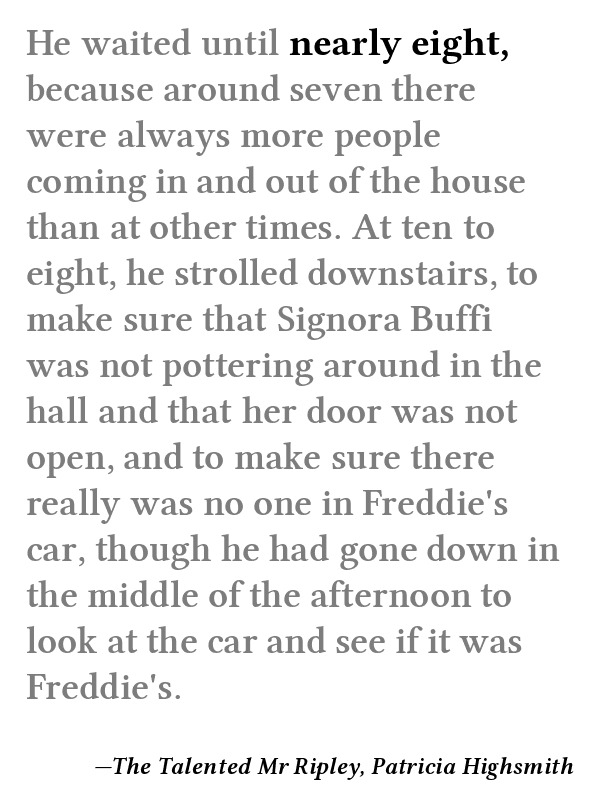 He waited until nearly eight,
because around seven there
were always more people
coming in and out of the house
than at other times. At ten to
eight, he strolled downstairs, to
make sure that Signora Buffi
was not pottering around in the
hall and that her door was not
open, and to make sure there
really was no one in Freddie's
car, though he had gone down in
the middle of the afternoon to
look at the car and see if it was
Freddie's.
—The Talented Mr Ripley, Patricia Highsmith